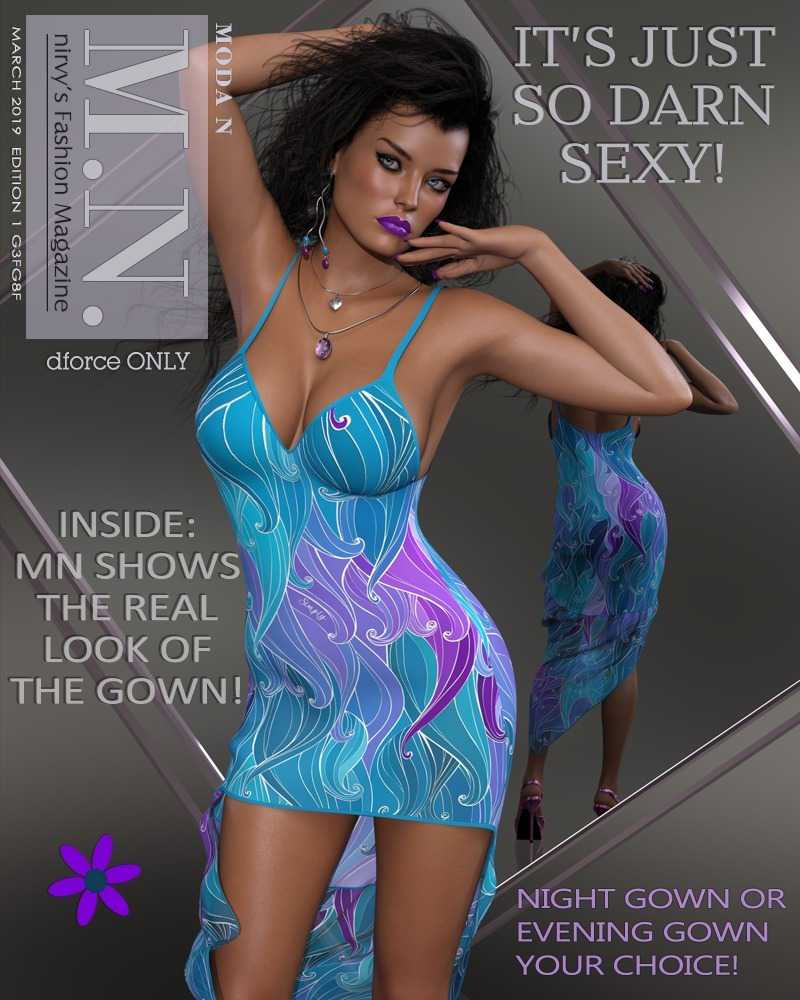 M.N.
nirvy's Fashion Magazine
MARCH 2019 EDITION 1 G3FG8F
MODA N
dforce ONLY
IT'S JUST
SO DARN
SEXY!
INSIDE:
MN SHOWS
THE REAL
LOOK OF
THE GOWN!
Simply
NIGHT GOWN OR
EVENING GOWN
YOUR CHOICE!